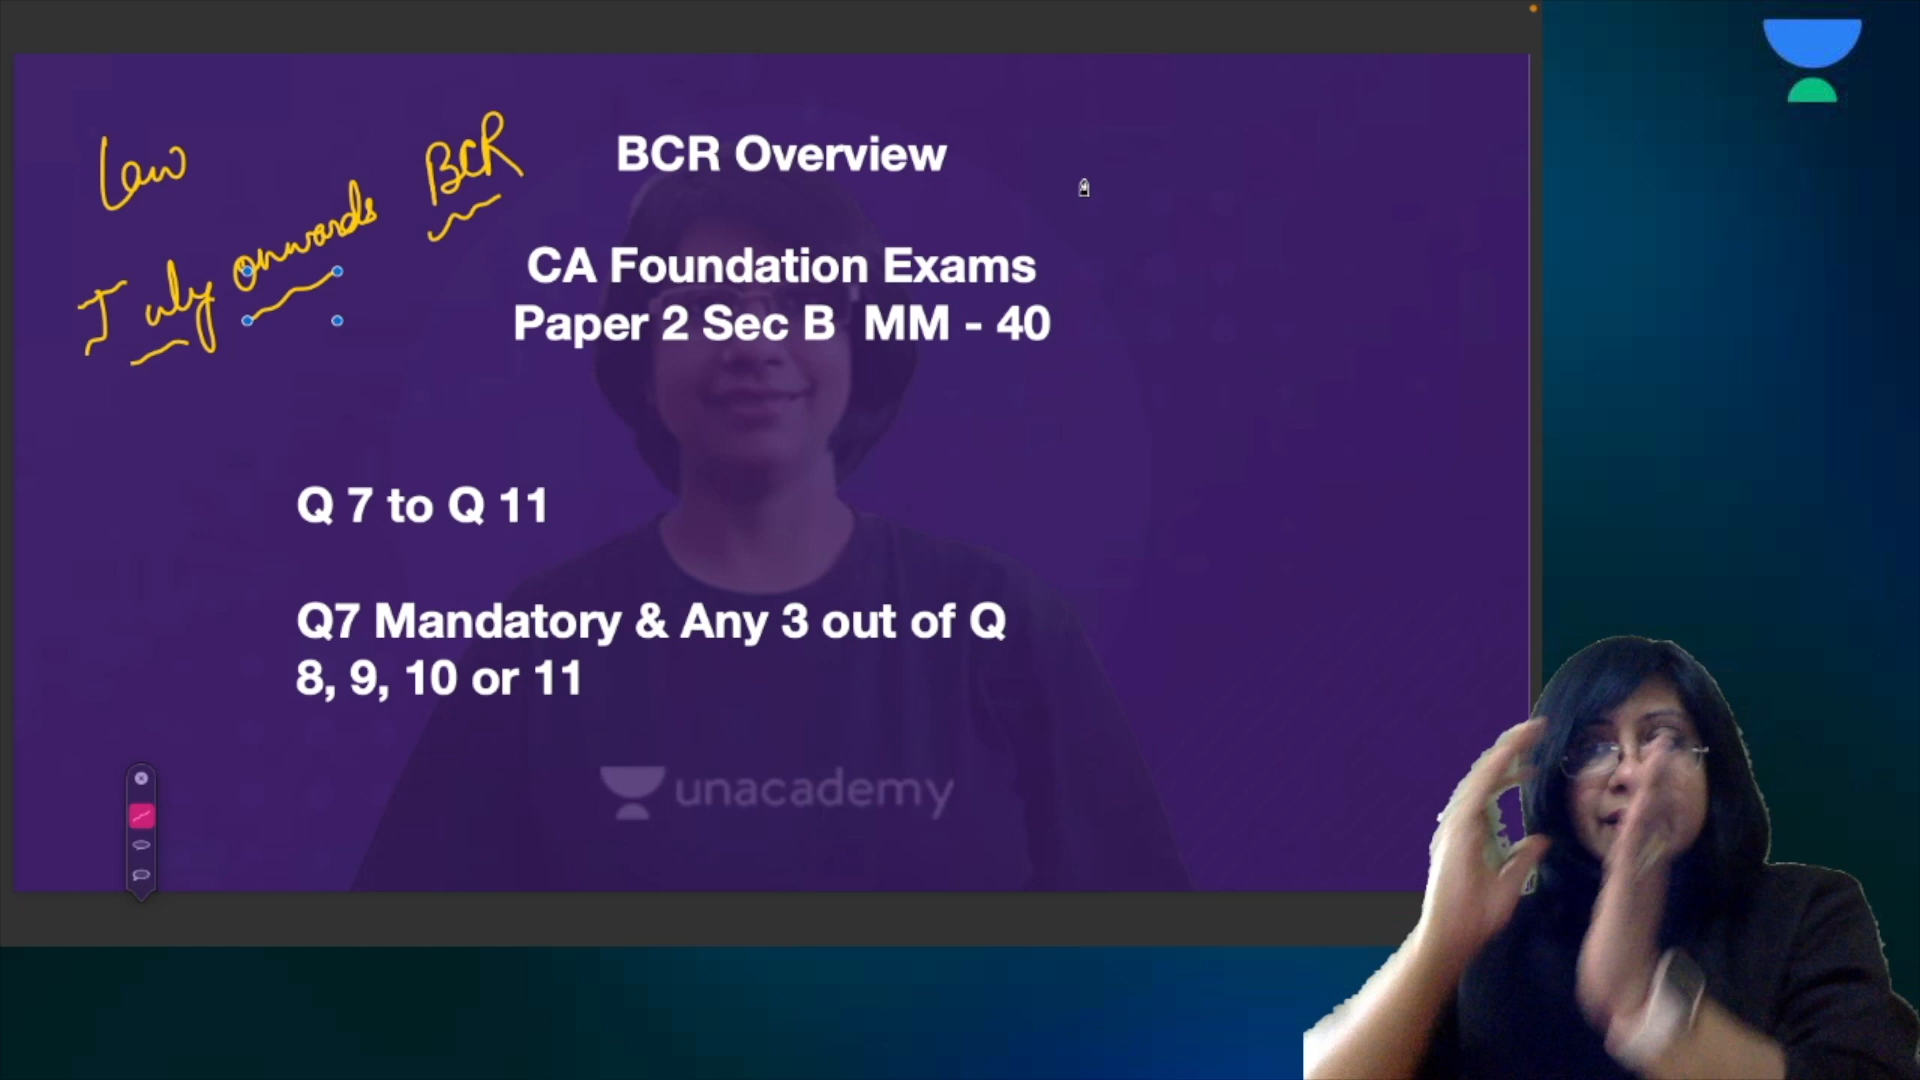 Law
July onwards BCR
BCR Overview
CA Foundation Exams
Paper 2 Sec B MM - 40
Q 7 to Q 11
Q7 Mandatory & Any 3 out of Q
8, 9, 10 or 11
unacademy